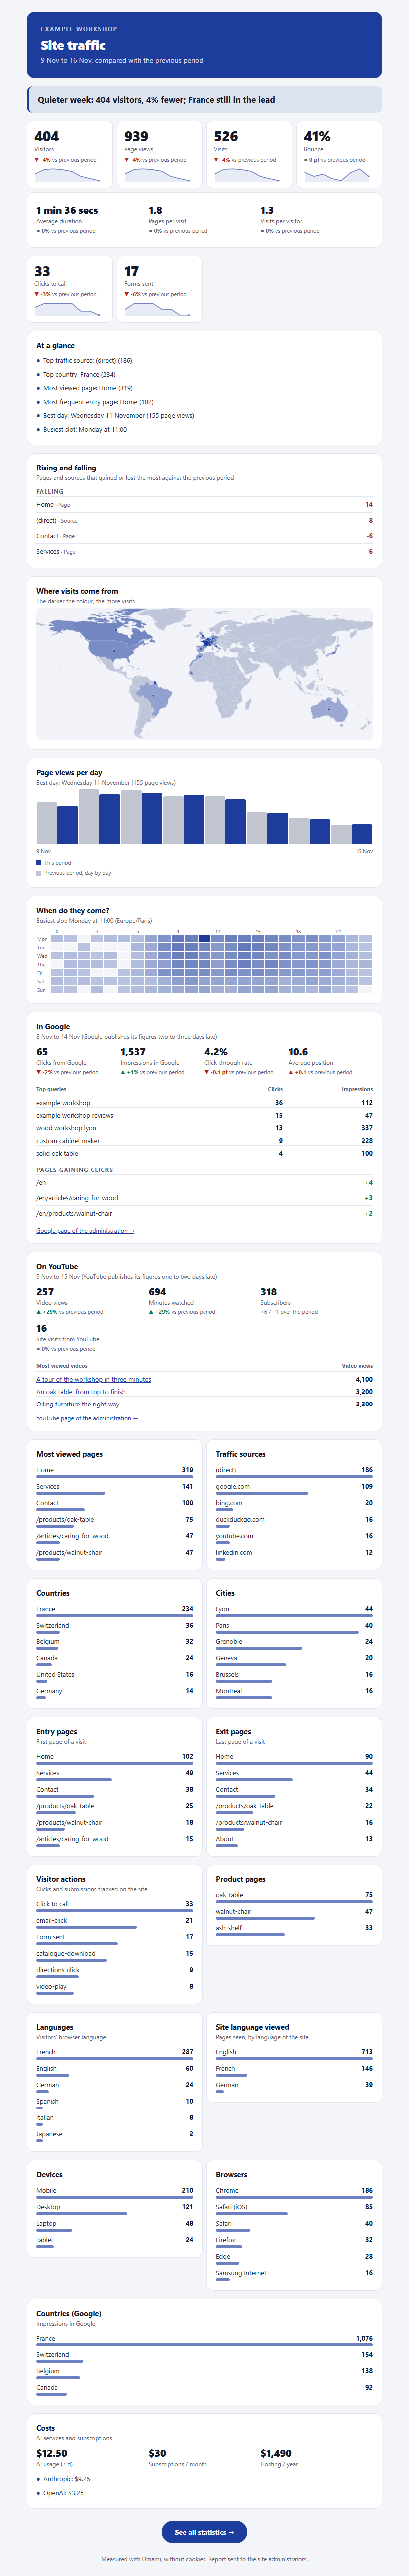 EXAMPLE WORKSHOP
Site traffic
9 Nov to 16 Nov, compared with the previous period
Quieter week: 404 visitors, 4% fewer; France still in the lead
404
Visitors
▼ -4% vs previous period
939
Page views
▼ -4% vs previous period
526
Visits
▼ -4% vs previous period
41%
Bounce
= 0 pt vs previous period
1 min 36 secs
Average duration
= 0% vs previous period
1.8
Pages per visit
= 0% vs previous period
1.3
Visits per visitor
= 0% vs previous period
33
Clicks to call
▼ -3% vs previous period
17
Forms sent
▼ -6% vs previous period
At a glance
Top traffic source: (direct) (186)
Top country: France (234)
Most viewed page: Home (319)
Most frequent entry page: Home (102)
Best day: Wednesday 11 November (155 page views)
Busiest slot: Monday at 11:00
Rising and falling
Pages and sources that gained or lost the most against the previous period
FALLING
Home · Page -14
(direct) · Source -8
Contact · Page -6
Services · Page -6
Where visits come from
The darker the colour, the more visits
Page views per day
Best day: Wednesday 11 November (155 page views)
9 Nov 16 Nov
This period
Previous period, day by day
When do they come?
Busiest slot: Monday at 11:00 (Europe/Paris)
0 3 6 9 12 15 18 21
Mon
Tue
Wed
Thu
Fri
Sat
Sun
In Google
8 Nov to 14 Nov (Google publishes its figures two to three days late)
65
Clicks from Google
▼ -2% vs previous period
1,537
Impressions in Google
▲ +1% vs previous period
4.2%
Click-through rate
▼ -0.1 pt vs previous period
10.6
Average position
▲ +0.1 vs previous period
Top queries Clicks Impressions
example workshop 36 112
example workshop reviews 15 47
wood workshop lyon 13 337
custom cabinet maker 9 228
solid oak table 4 100
PAGES GAINING CLICKS
/en +4
/en/articles/caring-for-wood +3
/en/products/walnut-chair +2
Google page of the administration →
On YouTube
9 Nov to 15 Nov (YouTube publishes its figures one to two days late)
257
Video views
▲ +29% vs previous period
694
Minutes watched
▲ +29% vs previous period
318
Subscribers
+6 / −1 over the period
16
Site visits from YouTube
= 0% vs previous period
Most viewed videos Video views
A tour of the workshop in three minutes 4,100
An oak table, from top to finish 3,200
Oiling furniture the right way 2,300
YouTube page of the administration →
Most viewed pages
Home 319
Services 141
Contact 100
/products/oak-table 75
/articles/caring-for-wood 47
/products/walnut-chair 47
Traffic sources
(direct) 186
google.com 109
bing.com 20
duckduckgo.com 16
youtube.com 16
linkedin.com 12
Countries
France 234
Switzerland 36
Belgium 32
Canada 24
United States 16
Germany 14
Cities
Lyon 44
Paris 40
Grenoble 24
Geneva 20
Brussels 16
Montreal 16
Entry pages
First page of a visit
Home 102
Services 49
Contact 38
/products/oak-table 25
/products/walnut-chair 18
/articles/caring-for-wood 15
Exit pages
Last page of a visit
Home 90
Services 44
Contact 34
/products/oak-table 22
/products/walnut-chair 16
About 13
Visitor actions
Clicks and submissions tracked on the site
Click to call 33
email-click 21
Form sent 17
catalogue-download 15
directions-click 9
video-play 8
Product pages
oak-table 75
walnut-chair 47
ash-shelf 33
Languages
Visitors' browser language
French 287
English 60
German 24
Spanish 10
Italian 8
Japanese 2
Site language viewed
Pages seen, by language of the site
English 713
French 146
German 39
Devices
Mobile 210
Desktop 121
Laptop 48
Tablet 24
Browsers
Chrome 186
Safari (iOS) 85
Safari 40
Firefox 32
Edge 28
Samsung Internet 16
Countries (Google)
Impressions in Google
France 1,076
Switzerland 154
Belgium 138
Canada 92
Costs
AI services and subscriptions
$12.50
AI usage (7 d)
$30
Subscriptions / month
$1,490
Hosting / year
Anthropic: $9.25
OpenAI: $3.25
See all statistics →
Measured with Umami, without cookies. Report sent to the site administrators.